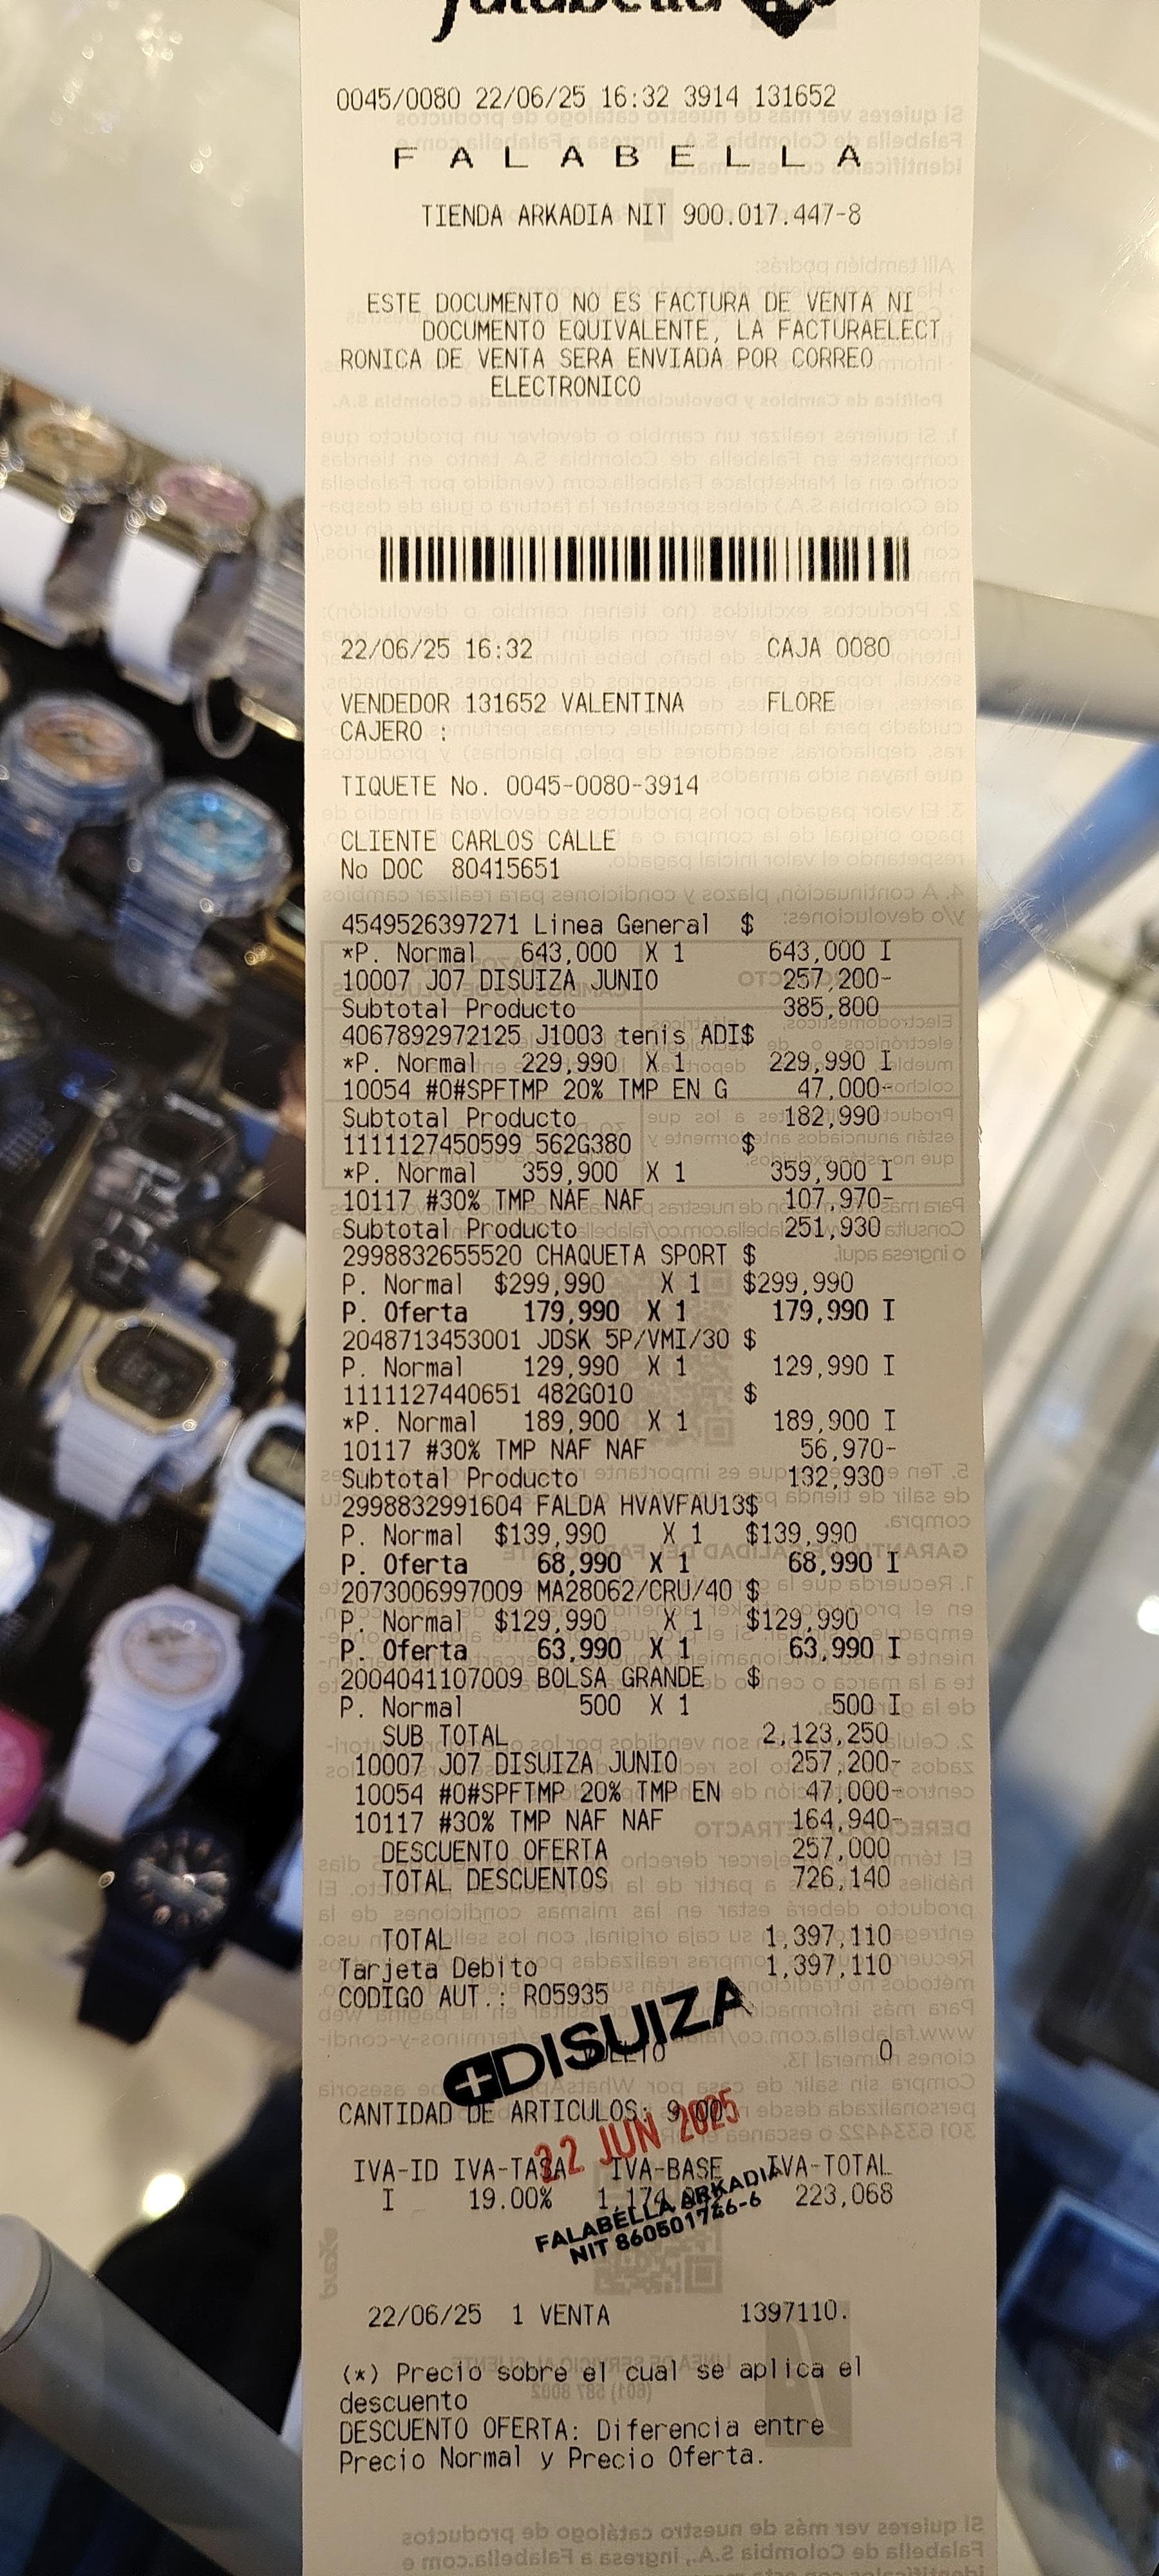 falabella
0045/0080 22/06/25 16:32 3914 131652
F A L A B E L L A
TIENDA ARKADIA NIT 900.017.447-8
ESTE DOCUMENTO NO ES FACTURA DE VENTA NI
DOCUMENTO EQUIVALENTE, LA FACTURAELECT
RONICA DE VENTA SERA ENVIADA POR CORREO
ELECTRONICO
22/06/25 16:32 CAJA 0080
VENDEDOR 131652 VALENTINA FLORE
CAJERO :
TIQUETE No. 0045-0080-3914
CLIENTE CARLOS CALLE
No DOC 80415651
4549526397271 Linea General $
*P. Normal 643,000 X 1 643,000 I
10007 J07 DISUIZA JUNIO 257,200-
Subtotal Producto 385,800
4067892972125 J1003 tenis ADI$
*P. Normal 229,990 X 1 229,990 I
10054 #0#SPFTMP 20% TMP EN G 47,000-
Subtotal Producto 182,990
1111127450599 562G380 $
*P. Normal 359,900 X 1 359,900 I
10117 #30% TMP NAF NAF 107,970-
Subtotal Producto 251,930
2998832655520 CHAQUETA SPORT $
P. Normal $299,990 X 1 $299,990
P. Oferta 179,990 X 1 179,990 I
2048713453001 JDSK 5P/VMI/30 $
P. Normal 129,990 X 1 129,990 I
1111127440651 482G010 $
*P. Normal 189,900 X 1 189,900 I
10117 #30% TMP NAF NAF 56,970-
Subtotal Producto 132,930
2998832991604 FALDA HVAVFAU13$
P. Normal $139,990 X 1 $139,990
P. Oferta 68,990 X 1 68,990 I
2073006997009 MA28062/CRU/40 $
P. Normal $129,990 X 1 $129,990
P. Oferta 63,990 X 1 63,990 I
2004041107009 BOLSA GRANDE $
P. Normal 500 X 1 500 I
SUB TOTAL 2,123,250
10007 J07 DISUIZA JUNIO 257,200-
10054 #0#SPFTMP 20% TMP EN 47,000-
10117 #30% TMP NAF NAF 164,940-
DESCUENTO OFERTA 257,000
TOTAL DESCUENTOS 726,140
TOTAL 1,397,110
Tarjeta Debito 1,397,110
CODIGO AUT.: R05935
DISUIZA
0
CANTIDAD DE ARTICULOS: 9.00
22 JUN 2025
IVA-ID IVA-TASA IVA-BASE IVA-TOTAL
I 19.00% 223,068
FALABELLA ARKADIA
NIT 860501746-6
22/06/25 1 VENTA 1397110.
(*) Precio sobre el cual se aplica el
descuento
DESCUENTO OFERTA: Diferencia entre
Precio Normal y Precio Oferta.